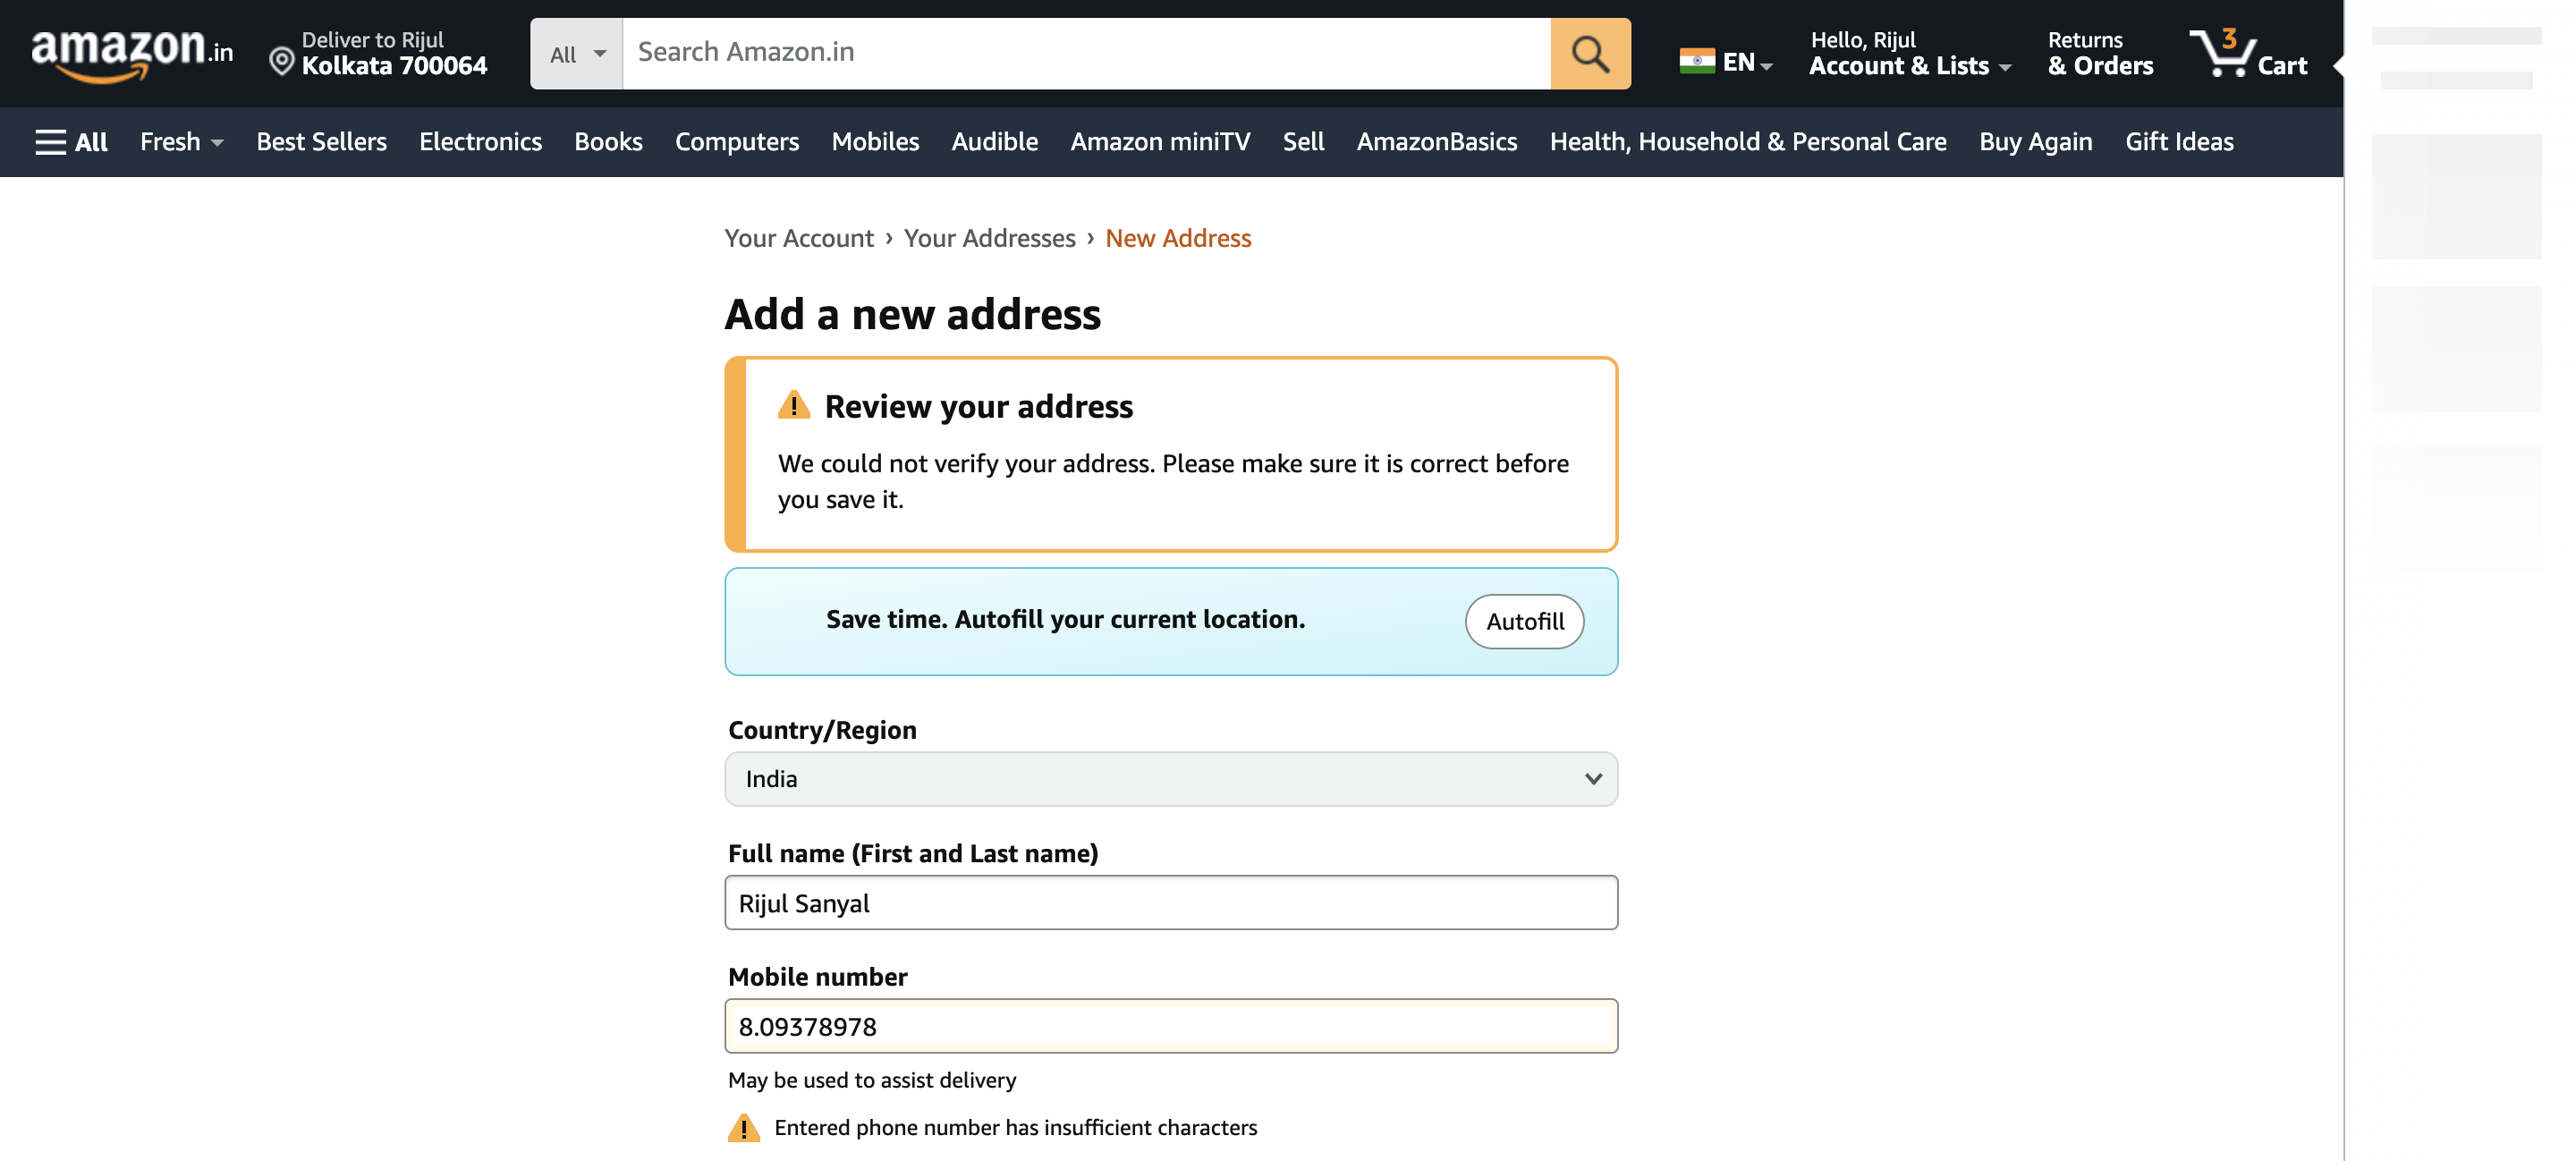 amazon.in
Deliver to Rijul
Kolkata 700064
All
Search Amazon.in
EN
Hello, Rijul
Account & Lists
Returns
& Orders
3
Cart
All
Fresh
Best Sellers
Electronics
Books
Computers
Mobiles
Audible
Amazon miniTV
Sell
AmazonBasics
Health, Household & Personal Care
Buy Again
Gift Ideas
Your Account › Your Addresses › New Address
Add a new address
Review your address
We could not verify your address. Please make sure it is correct before
you save it.
Save time. Autofill your current location.
Autofill
Country/Region
India
Full name (First and Last name)
Rijul Sanyal
Mobile number
8.09378978
May be used to assist delivery
Entered phone number has insufficient characters